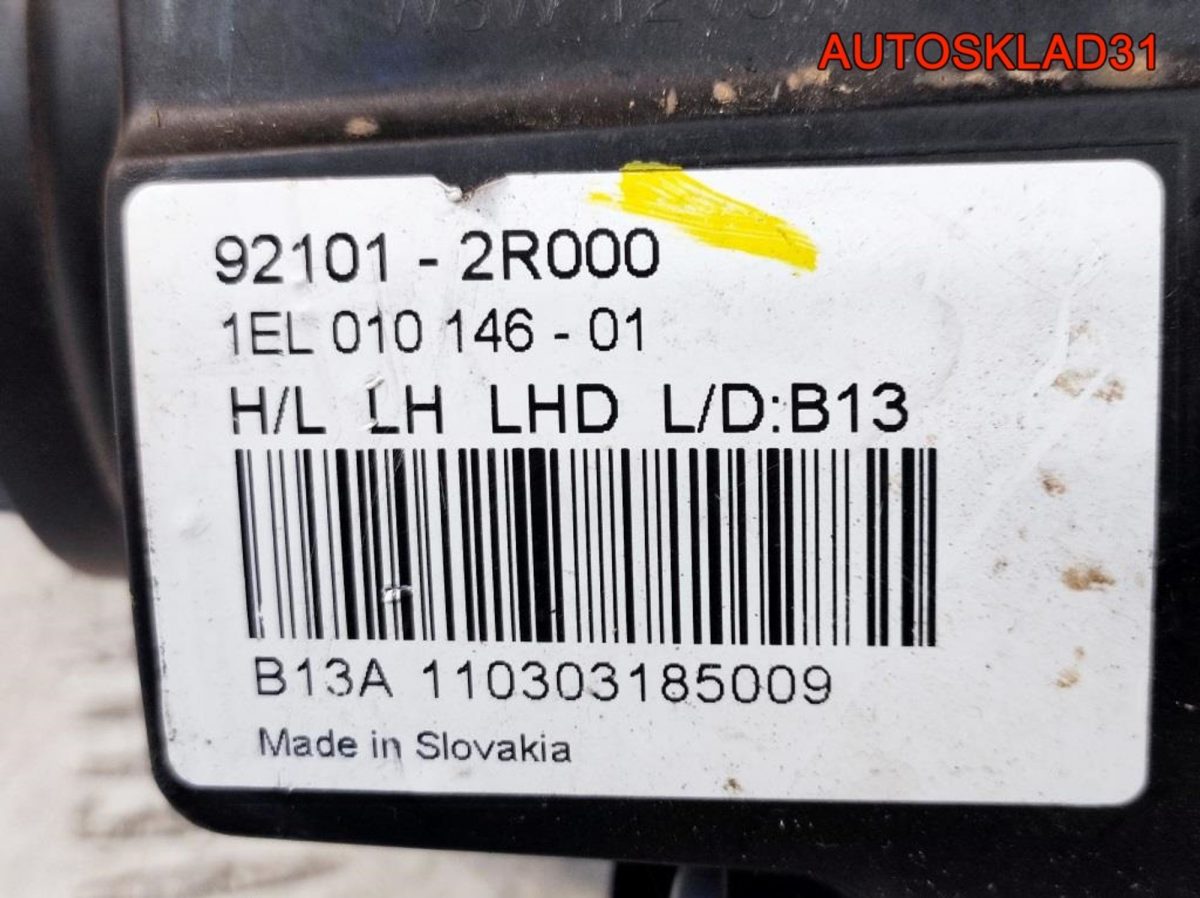 AUTOSKLAD31
92101 - 2R000
1EL 010 146 - 01
H/L LH LHD L/D:B13
B13A 110303185009
Made in Slovakia